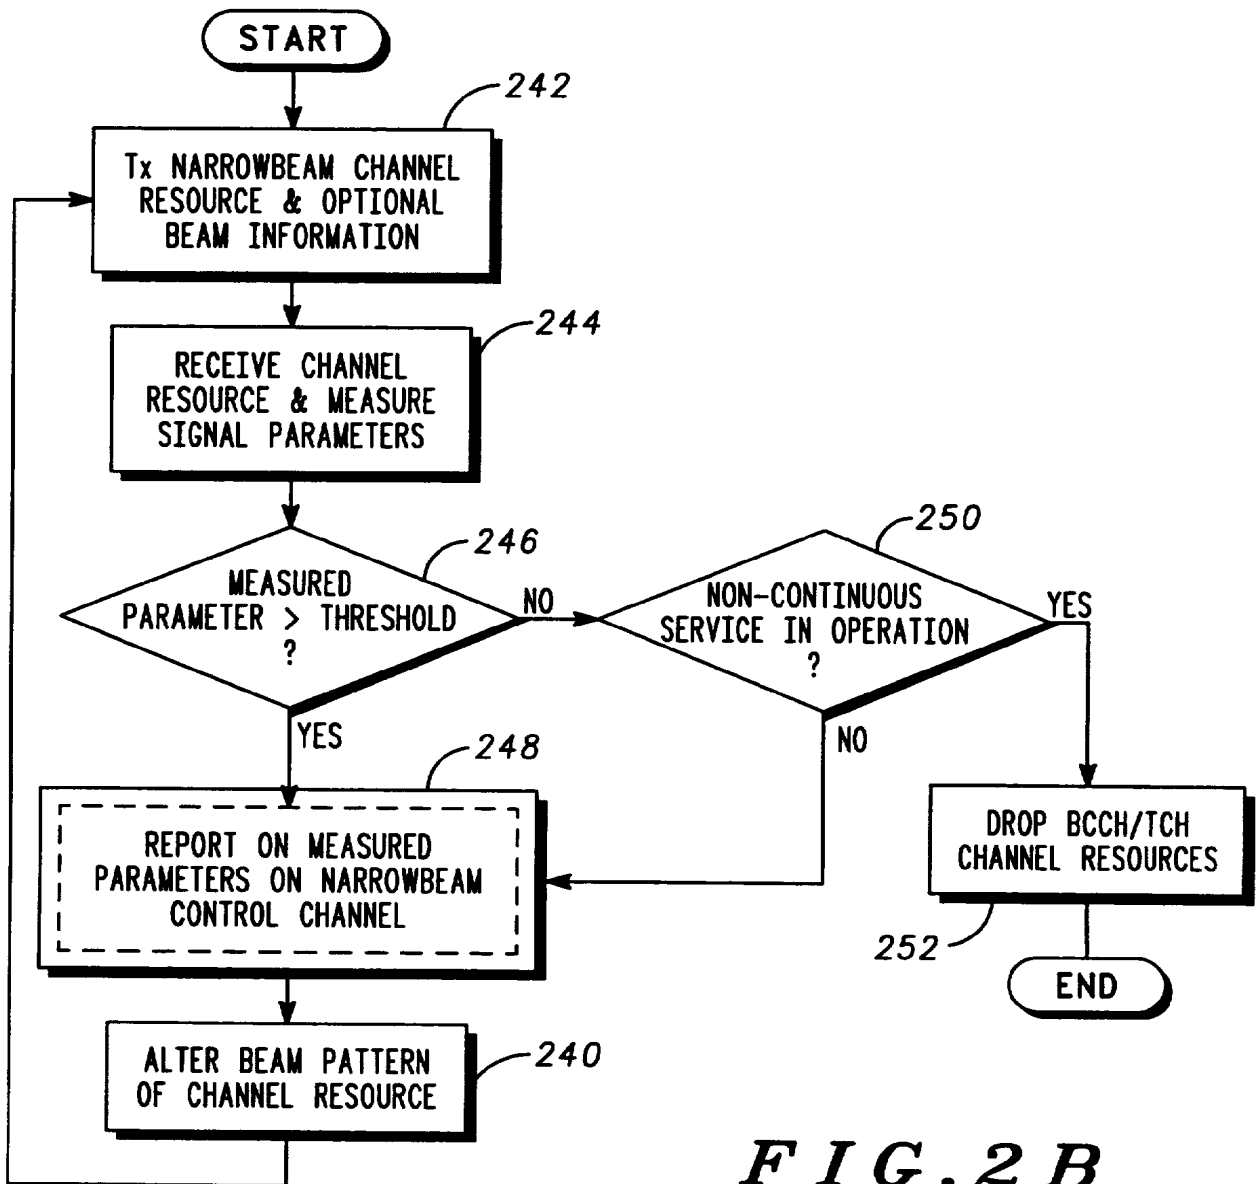 START
242
Tx NARROWBEAM CHANNEL
RESOURCE & OPTIONAL
BEAM INFORMATION
244
RECEIVE CHANNEL
RESOURCE & MEASURE
SIGNAL PARAMETERS
246
MEASURED
PARAMETER > THRESHOLD
?
NO
YES
250
NON-CONTINUOUS
SERVICE IN OPERATION
?
YES
NO
248
REPORT ON MEASURED
PARAMETERS ON NARROWBEAM
CONTROL CHANNEL
DROP BCCH/TCH
CHANNEL RESOURCES
252
END
ALTER BEAM PATTERN
OF CHANNEL RESOURCE
240
FIG.2B